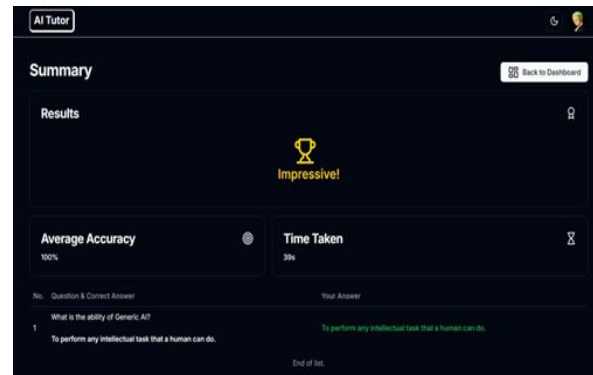 AI Tutor
Summary
Back to Dashboard
Results
Impressive!
Average Accuracy
100%
Time Taken
39s
No. Question & Correct Answer Your Answer
What is the ability of Generic AI?
1 To perform any intellectual task that a human can do.
To perform any intellectual task that a human can do.
End of list.